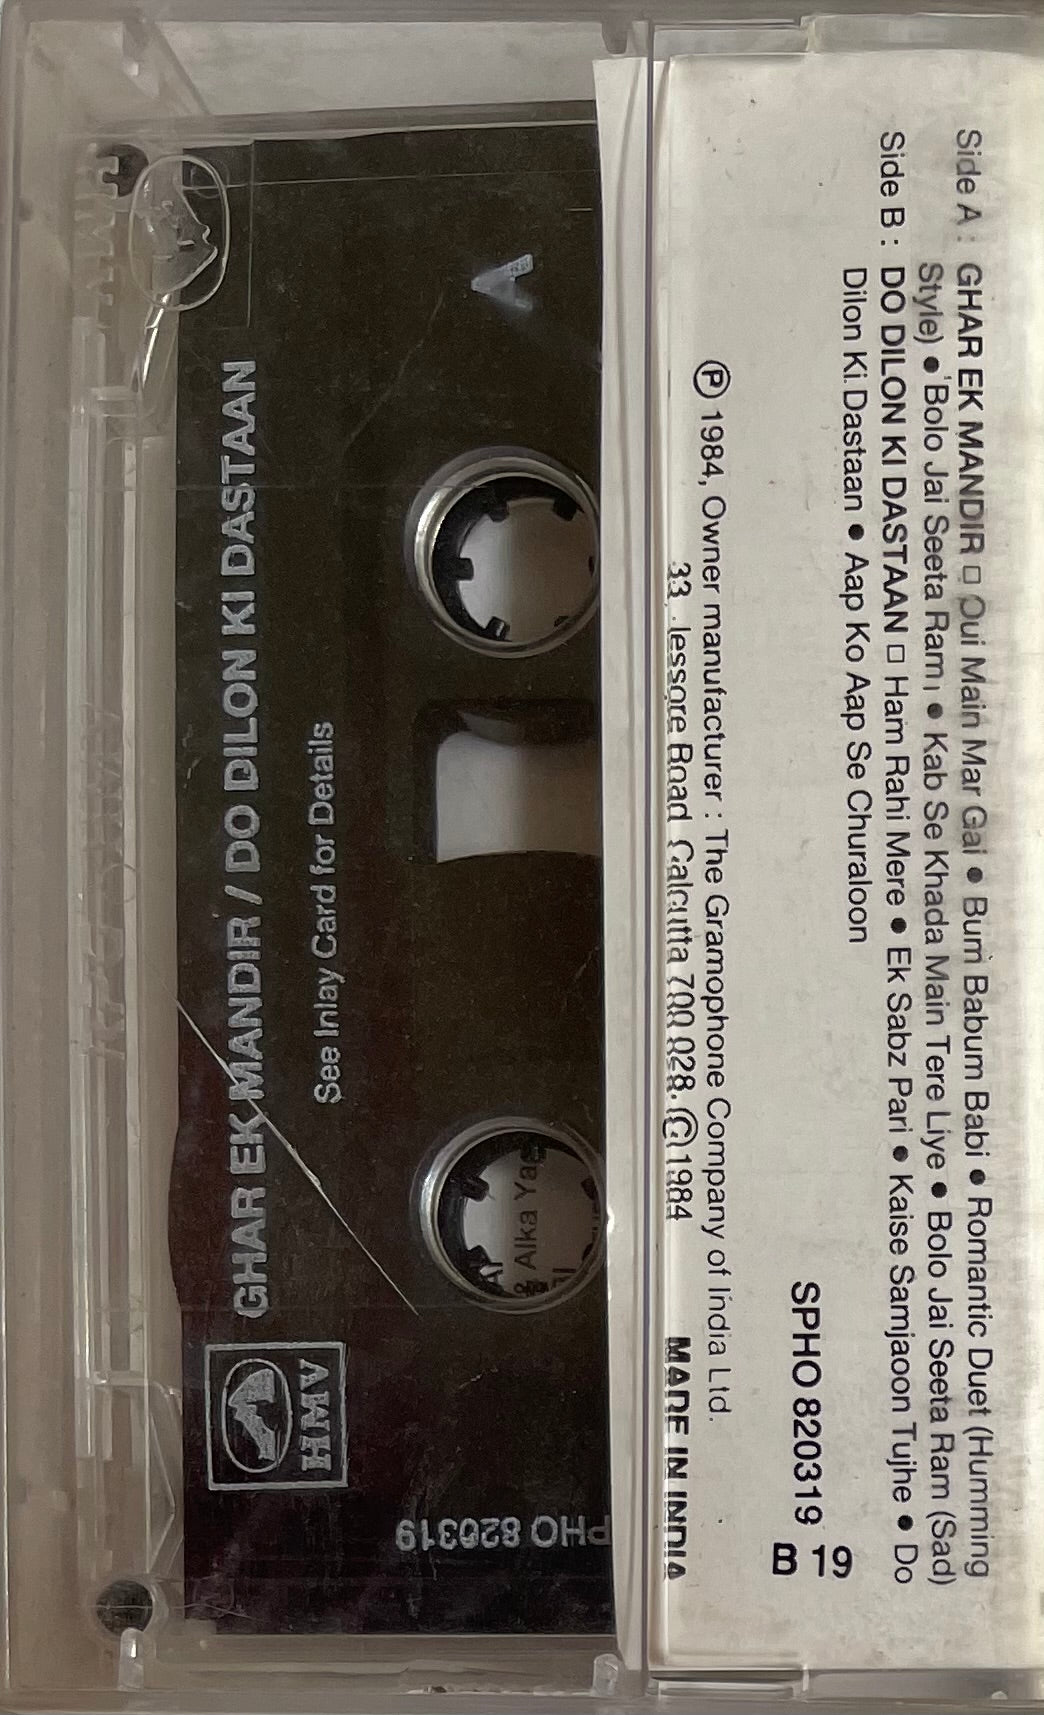 Side A : GHAR EK MANDIR □ Oui Main Mar Gai ● Bum Babum Babi ● Romantic Duet (Humming
Style) ● Bolo Jai Seeta Ram ● Kab Se Khada Main Tere Liye ● Bolo Jai Seeta Ram (Sad)
Side B : DO DILON KI DASTAAN □ Ham Rahi Mere ● Ek Sabz Pari ● Kaise Samjaoon Tujhe ● Do
Dilon Ki Dastaan ● Aap Ko Aap Se Churaloon
SPHO 820319
19
B
Ⓟ 1984, Owner manufacturer : The Gramophone Company of India Ltd.
33, Jessore Road Calcutta 700 028. © 1984 MADE IN INDIA
A
GHAR EK MANDIR / DO DILON KI DASTAAN
See Inlay Card for Details
HMV
PHO 820319
& Alka Ya